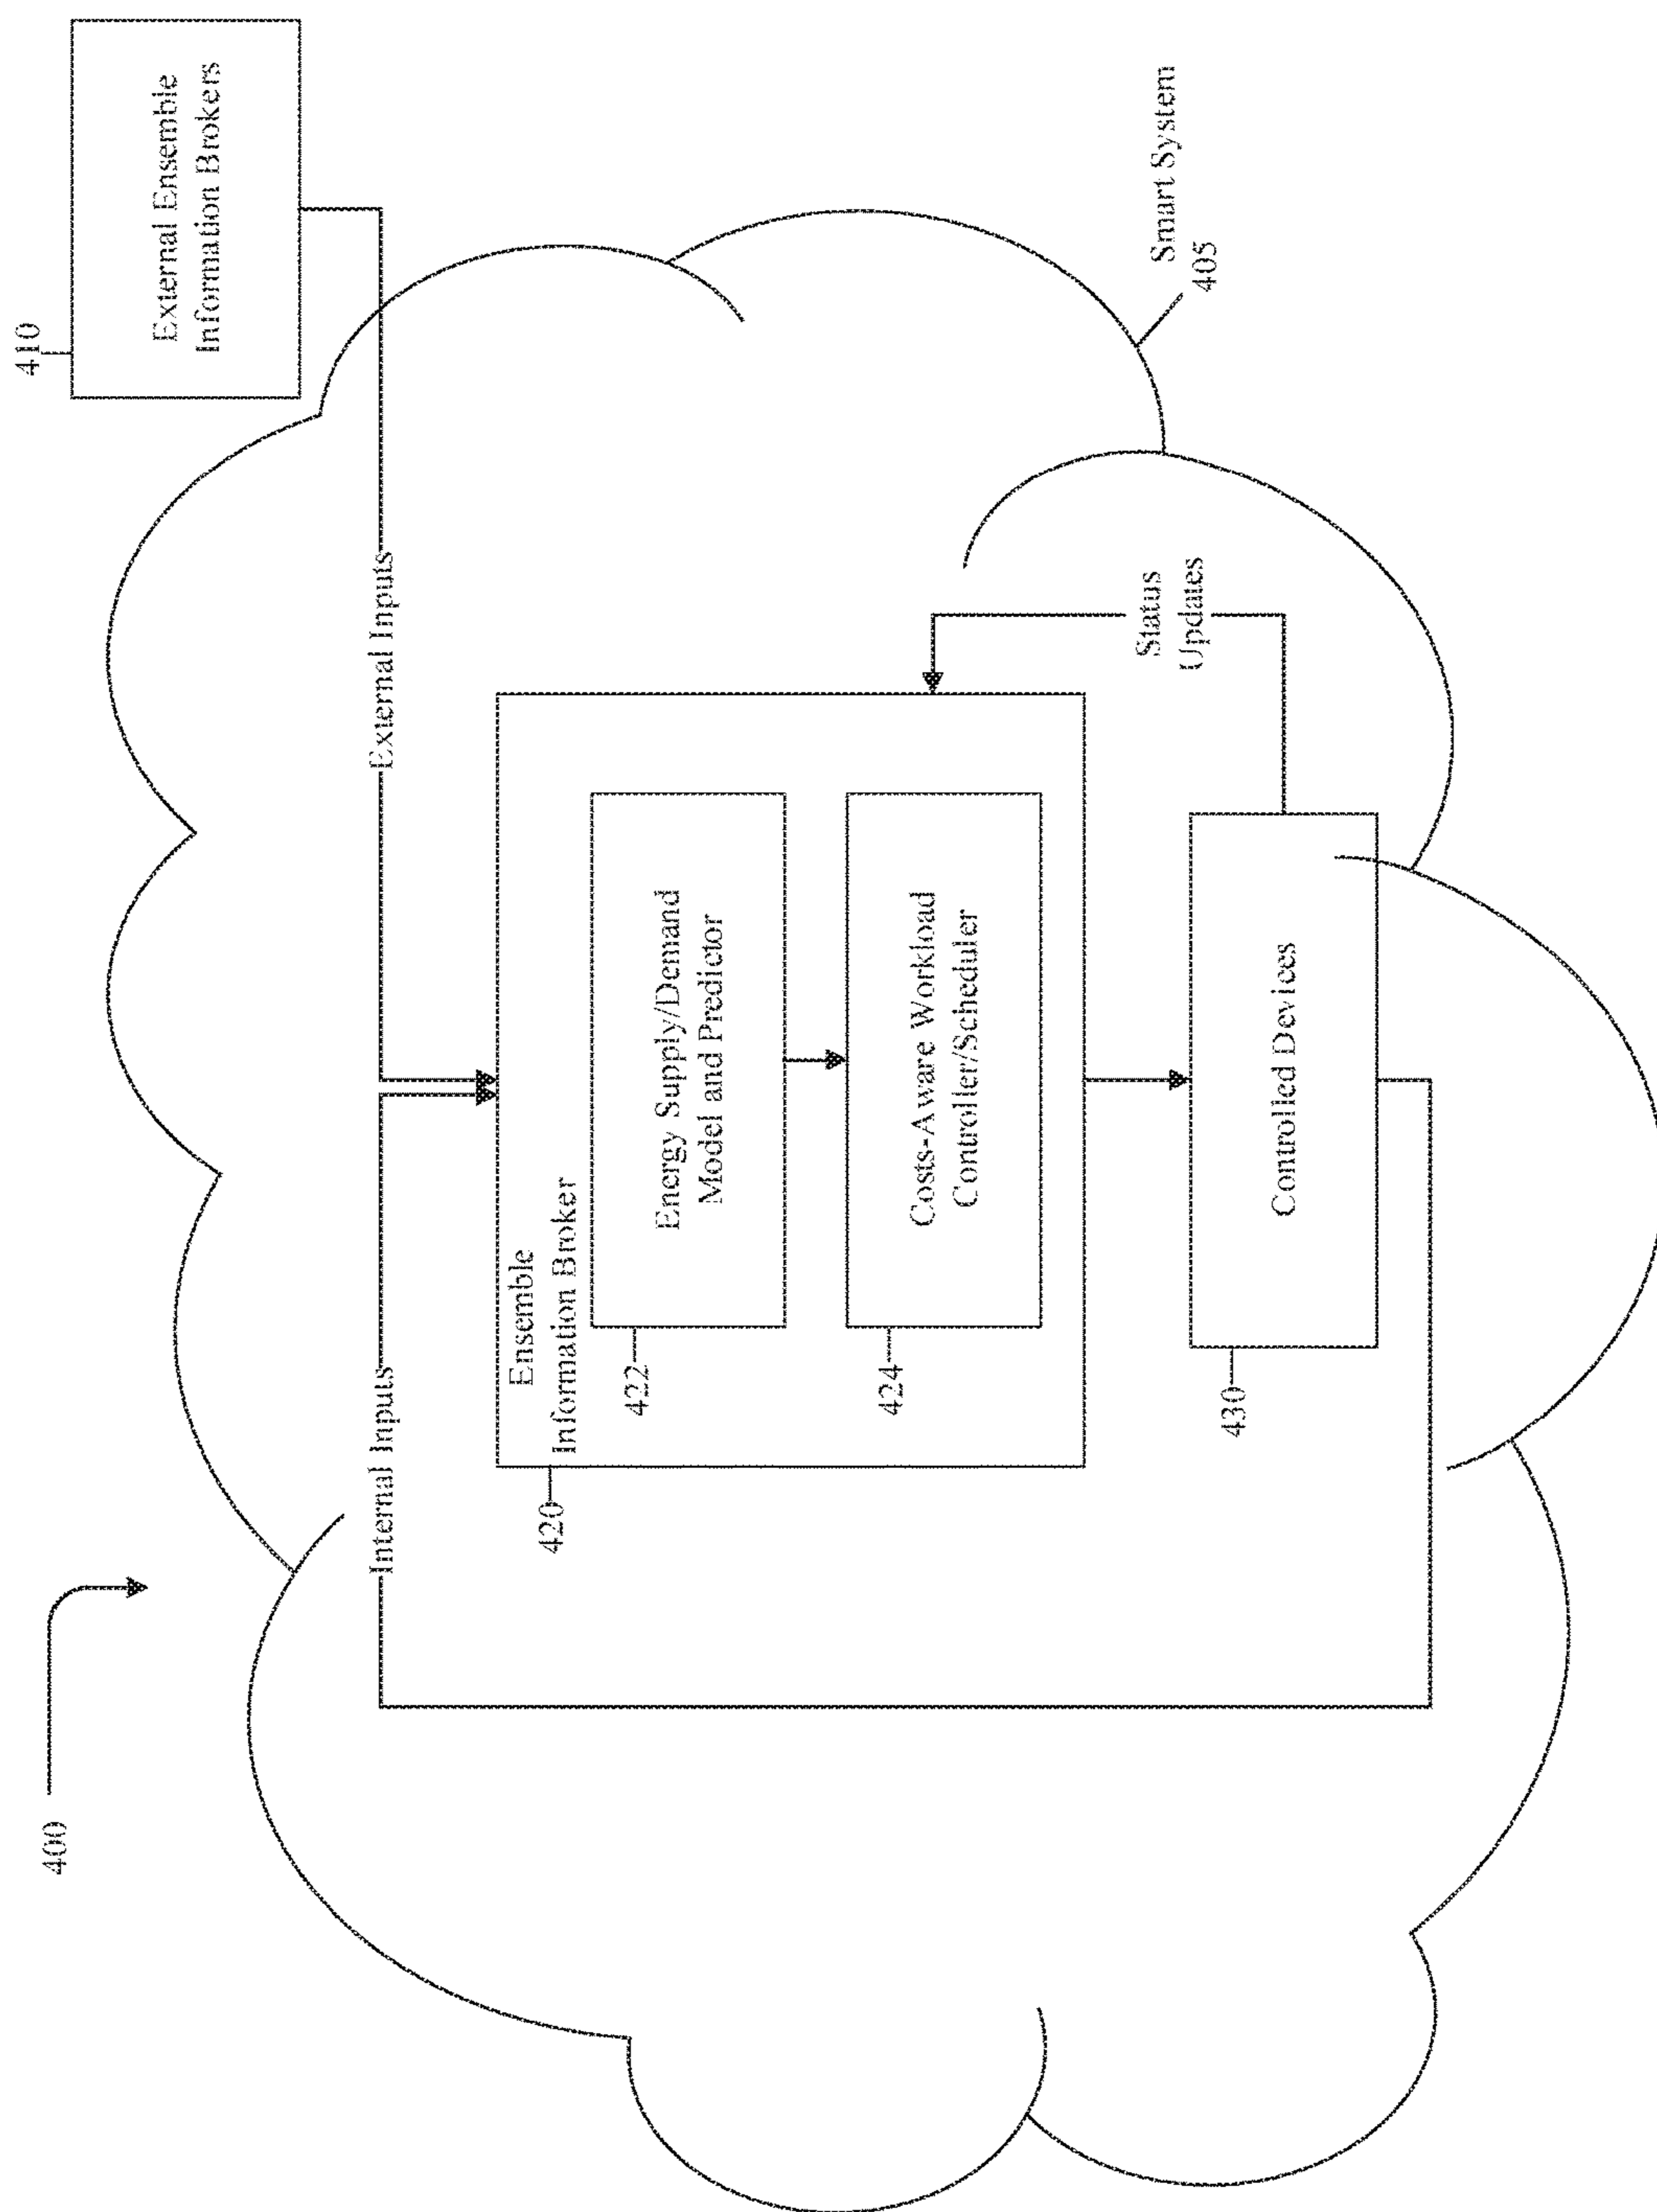 400
410
External Ensemble
Information Brokers
Internal Inputs
External Inputs
420
Ensemble
Information Broker
422
Energy Supply/Demand
Model and Predictor
424
Costs-Aware Workload
Controller/Scheduler
Status
Updates
430
Controlled Devices
Smart System
405